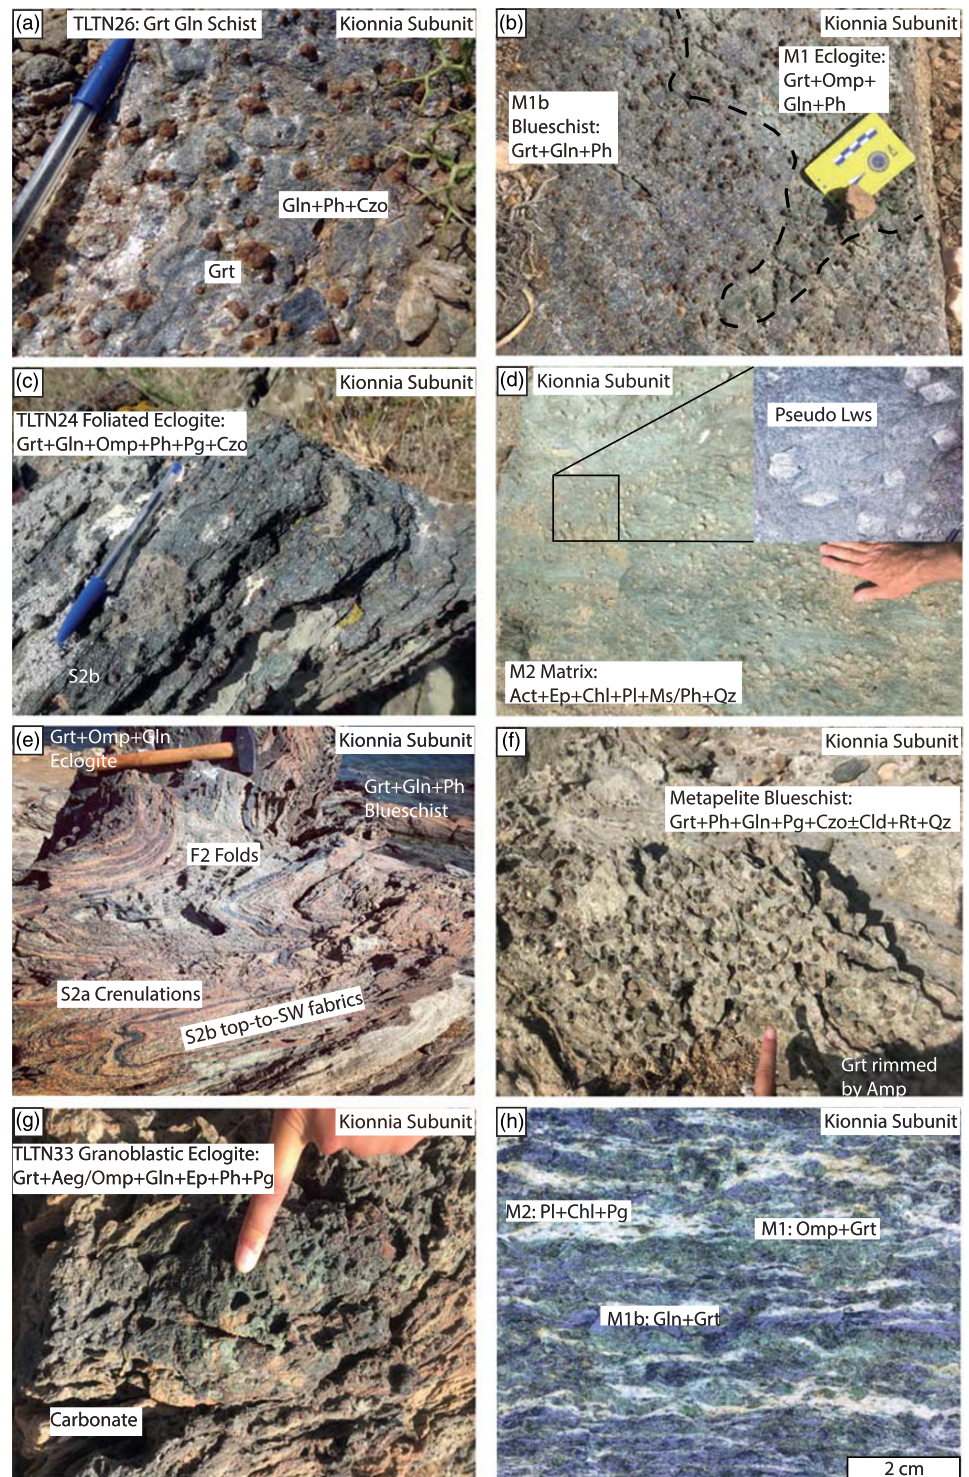 (a)
TLTN26: Grt Gln Schist
Kionnia Subunit
Gln+Ph+Czo
Grt
(b)
Kionnia Subunit
M1 Eclogite:
Grt+Omp+
Gln+Ph
M1b
Blueschist:
Grt+Gln+Ph
(c)
Kionnia Subunit
TLTN24 Foliated Eclogite:
Grt+Gln+Omp+Ph+Pg+Czo
S2b
(d)
Kionnia Subunit
Pseudo Lws
M2 Matrix:
Act+Ep+Chl+Pl+Ms/Ph+Qz
(e)
Grt+Omp+Gln
Eclogite
Kionnia Subunit
Grt+Gln+Ph
Blueschist
F2 Folds
S2a Crenulations
S2b top-to-SW fabrics
(f)
Kionnia Subunit
Metapelite Blueschist:
Grt+Ph+Gln+Pg+Czo±Cld+Rt+Qz
Grt rimmed
by Amp
(g)
Kionnia Subunit
TLTN33 Granoblastic Eclogite:
Grt+Aeg/Omp+Gln+Ep+Ph+Pg
Carbonate
(h)
Kionnia Subunit
M2: Pl+Chl+Pg
M1: Omp+Grt
M1b: Gln+Grt
2 cm